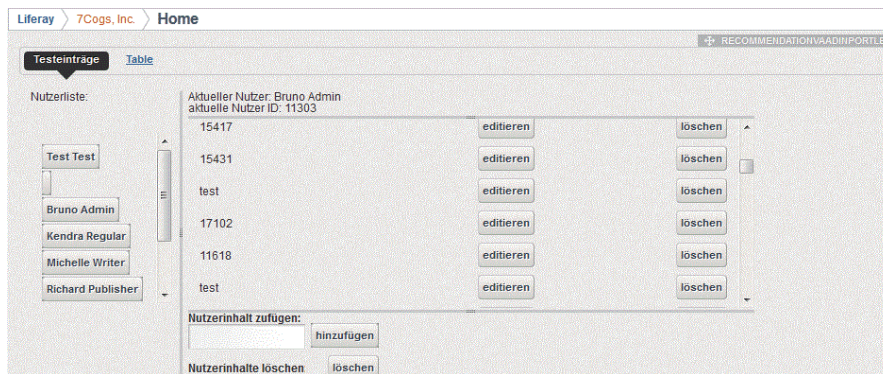 Liferay 7Cogs, Inc. Home
RECOMMENDATIONVAADINPORTLE
Testeinträge Table
Nutzerliste:
Test Test
Bruno Admin
Kendra Regular
Michelle Writer
Richard Publisher
Aktueller Nutzer: Bruno Admin
aktuelle Nutzer ID: 11303
15417 editieren löschen
15431 editieren löschen
test editieren löschen
17102 editieren löschen
11618 editieren löschen
test editieren löschen
Nutzerinhalt zufügen:
hinzufügen
Nutzerinhalte löschen löschen